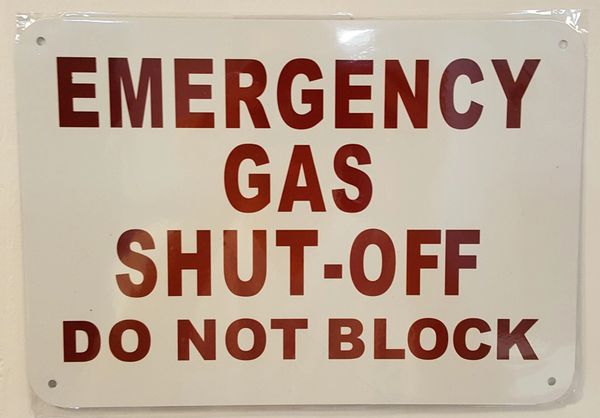 EMERGENCY
GAS
SHUT-OFF
DO NOT BLOCK